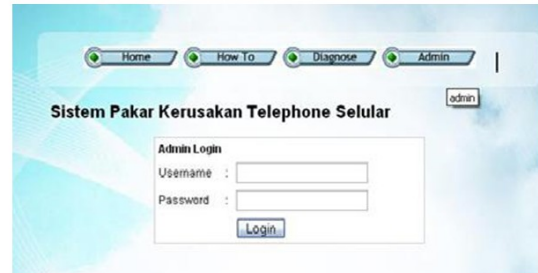 Home How To Diagnose Admin
admin
Sistem Pakar Kerusakan Telephone Selular
Admin Login
Username :
Password :
Login